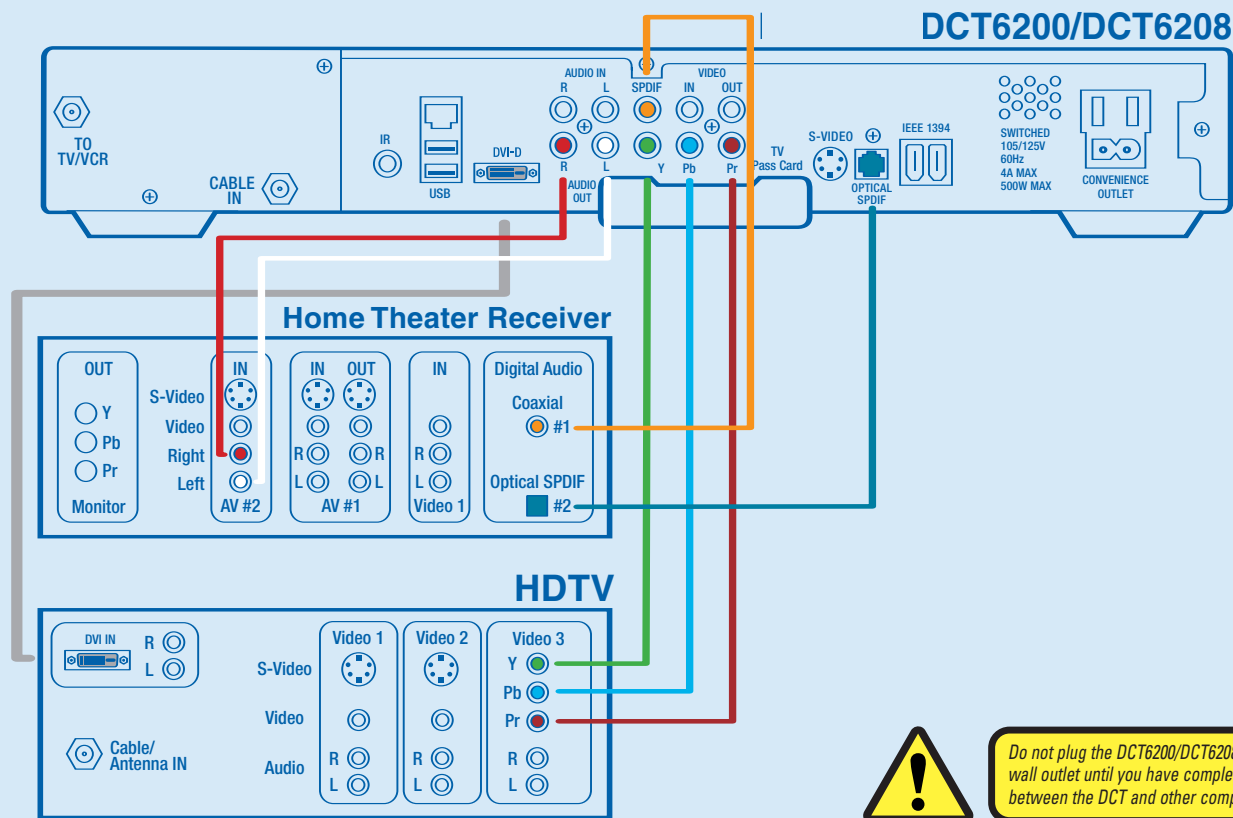 DCT6200/DCT6208
AUDIO IN
VIDEO
R
L
SPDIF
IN
OUT
TO
TV/VCR
CABLE
IN
IR
USB
DVI-D
R
L
AUDIO
OUT
Y
Pb
Pr
TV
Pass Card
S-VIDEO
OPTICAL
SPDIF
IEEE 1394
SWITCHED
105/125V
60Hz
4A MAX
500W MAX
CONVENIENCE
OUTLET
Home Theater Receiver
OUT
Y
Pb
Pr
Monitor
S-Video
Video
Right
Left
IN
AV #2
IN
OUT
R
R
L
L
AV #1
IN
R
L
Video 1
Digital Audio
Coaxial
#1
Optical SPDIF
#2
HDTV
DVI IN
R
L
Cable/
Antenna IN
S-Video
Video
Audio
Video 1
R
L
Video 2
R
L
Video 3
Y
Pb
Pr
R
L
!
Do not plug the DCT6200/DCT6208
wall outlet until you have comple
between the DCT and other comp